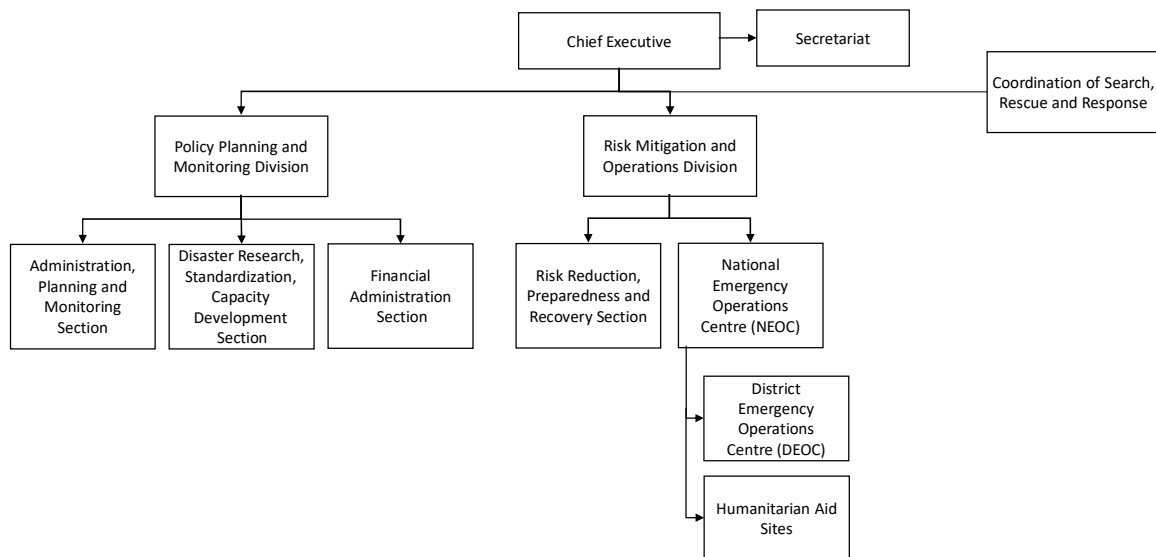 Chief Executive
Secretariat
Coordination of Search,
Rescue and Response
Policy Planning and
Monitoring Division
Risk Mitigation and
Operations Division
Administration,
Planning and
Monitoring
Section
Disaster Research,
Standardization,
Capacity
Development
Section
Financial
Administration
Section
Risk Reduction,
Preparedness and
Recovery Section
National
Emergency
Operations
Centre (NEOC)
District
Emergency
Operations
Centre (DEOC)
Humanitarian Aid
Sites